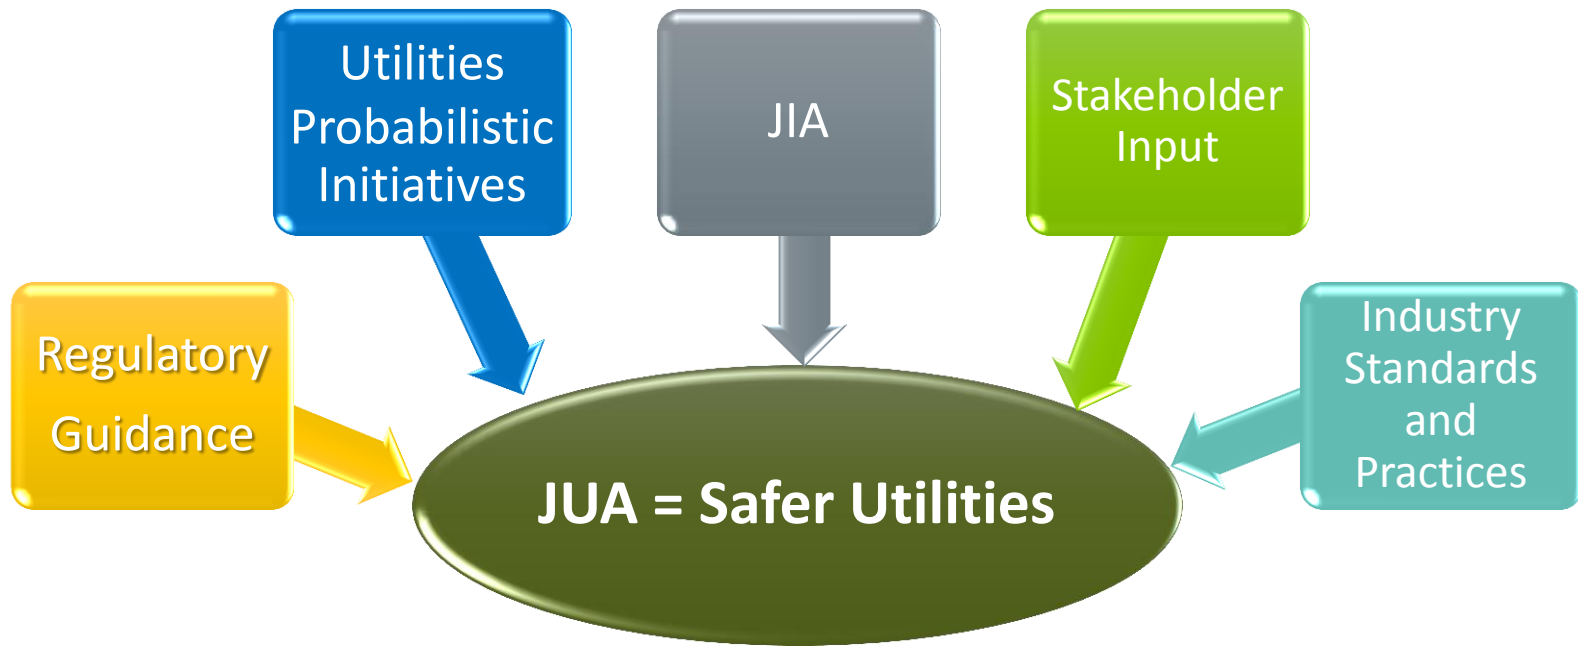 Utilities
Probabilistic
Initiatives
JIA
Stakeholder
Input
Regulatory
Guidance
Industry
Standards
and
Practices
JUA = Safer Utilities